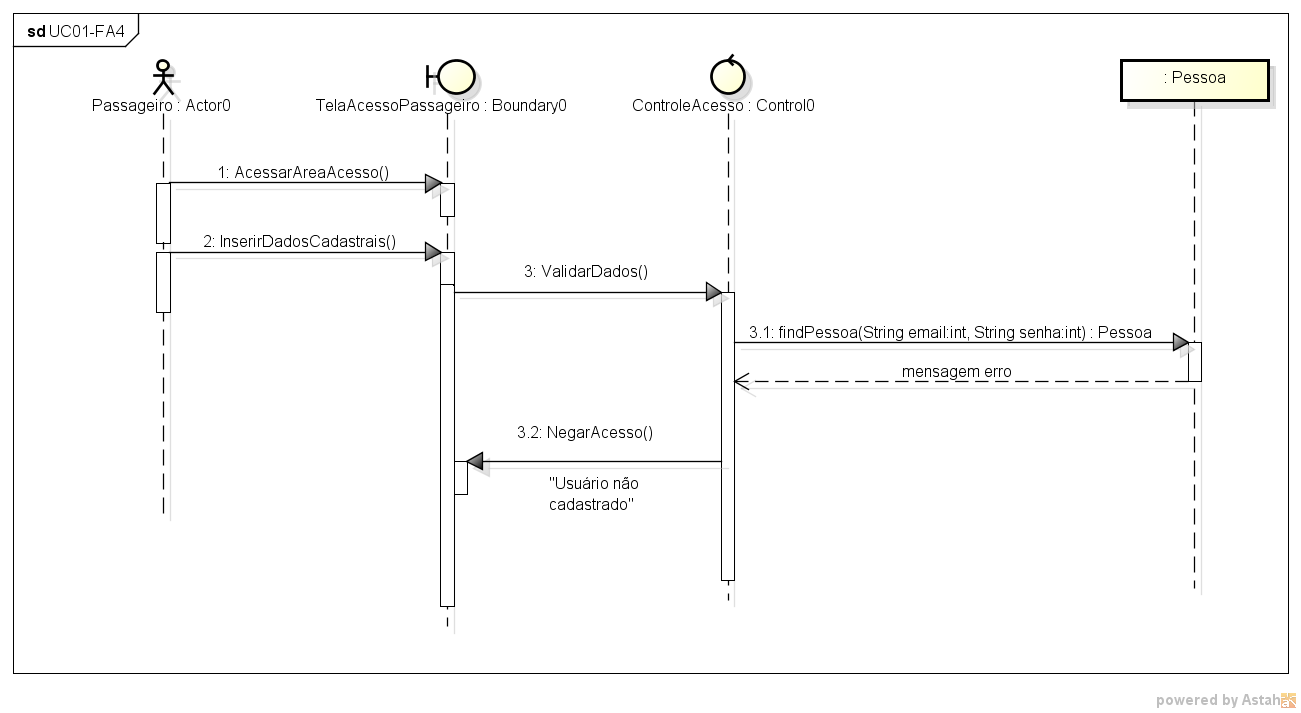 sd UC01-FA4
Passageiro : Actor0
TelaAcessoPassageiro : Boundary0
ControleAcesso : Control0
: Pessoa
1: AcessarAreaAcesso()
2: InserirDadosCadastrais()
3: ValidarDados()
3.1: findPessoa(String email:int, String senha:int) : Pessoa
mensagem erro
3.2: NegarAcesso()
"Usuário não
cadastrado"
powered by Astah